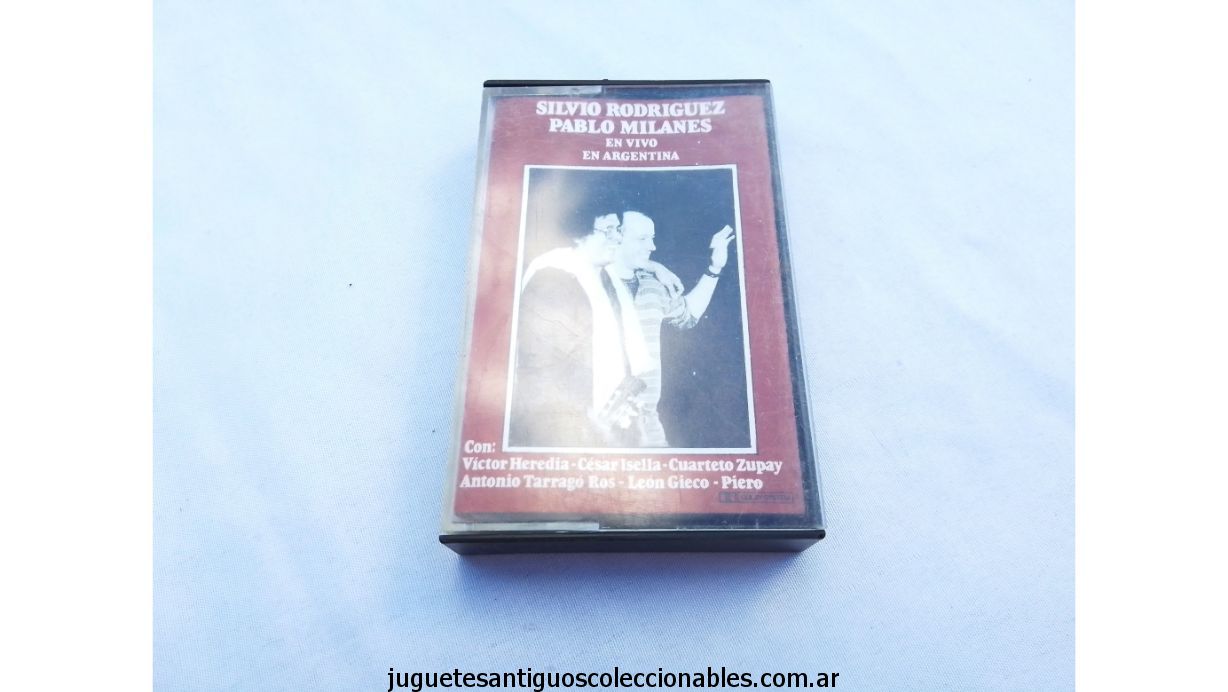 SILVIO RODRIGUEZ
PABLO MILANES
EN VIVO
EN ARGENTINA
Con:
Víctor Heredia - César Isella - Cuarteto Zupay
Antonio Tarragó Ros - León Gieco - Piero
juguetesantiguoscoleccionables.com.ar